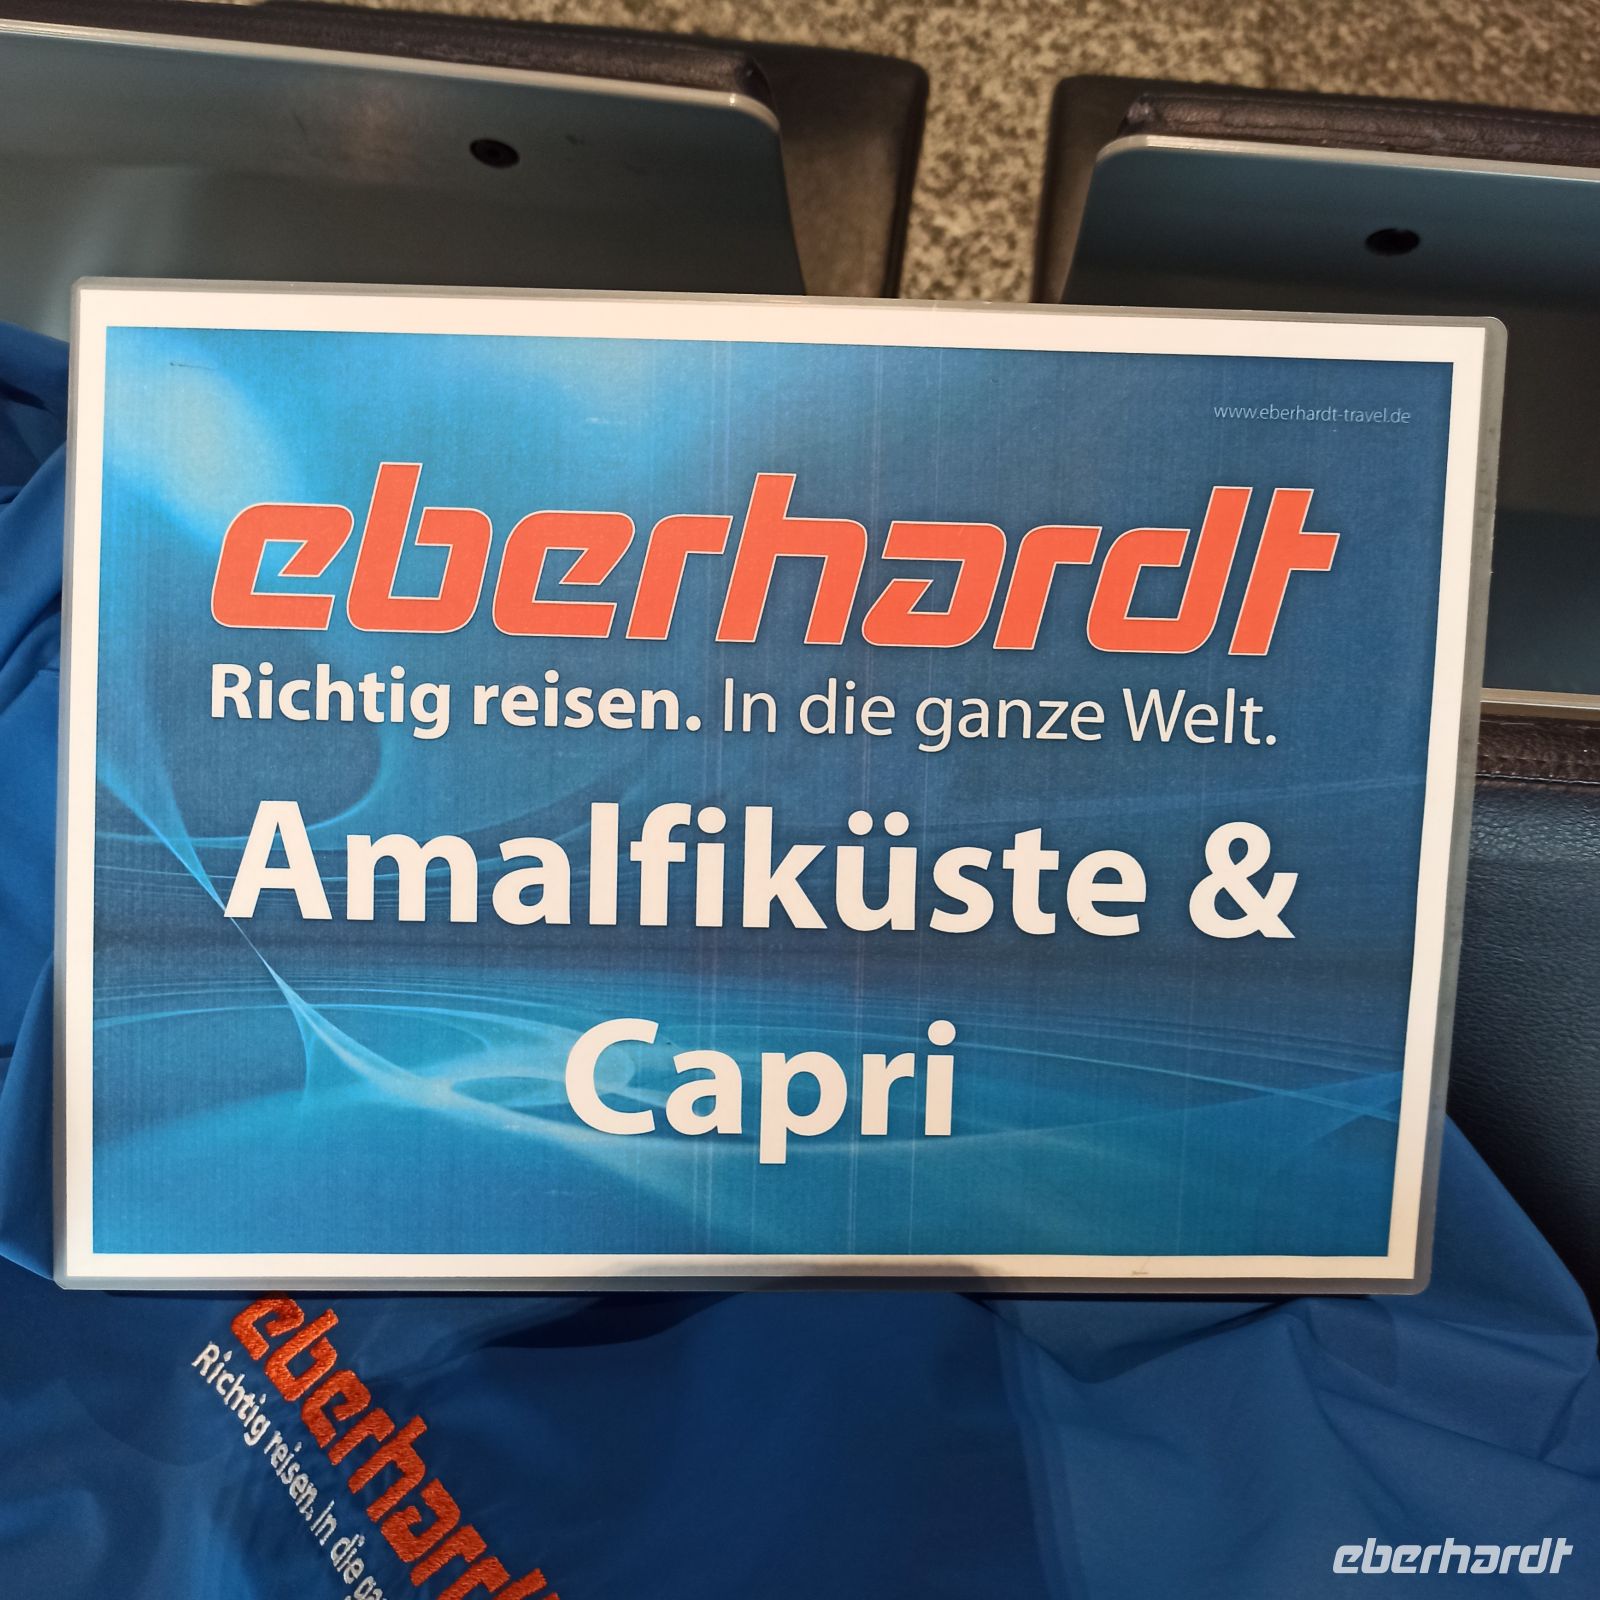 www.eberhardt-travel.de
eberhardt
Richtig reisen. In die ganze Welt.
Amalfiküste &
Capri
eberhardt
Richtig reisen. In die
eberhardt